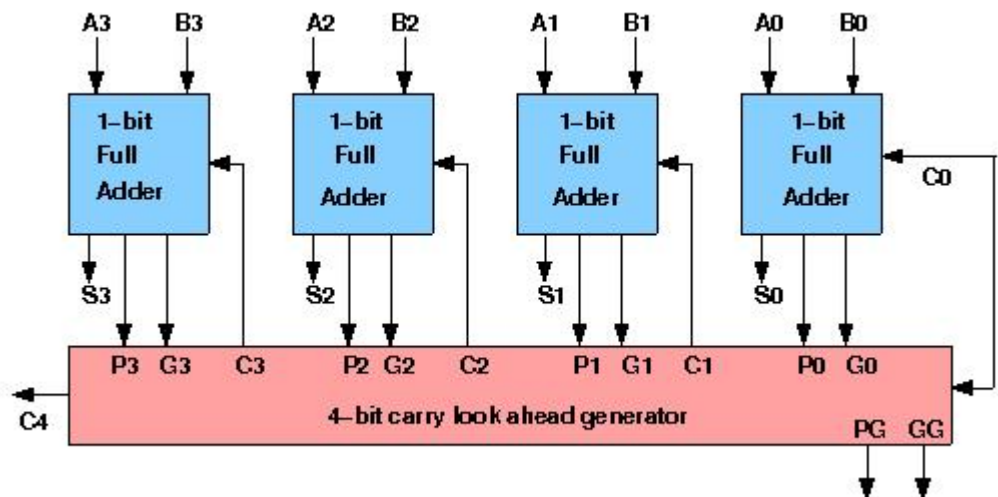 A3 B3 A2 B2 A1 B1 A0 B0
1-bit 1-bit 1-bit 1-bit
Full Full Full Full
Adder Adder Adder Adder
C0
S3 S2 S1 S0
P3 G3 C3 P2 G2 C2 P1 G1 C1 P0 G0
C4
4-bit carry look ahead generator
PG GG